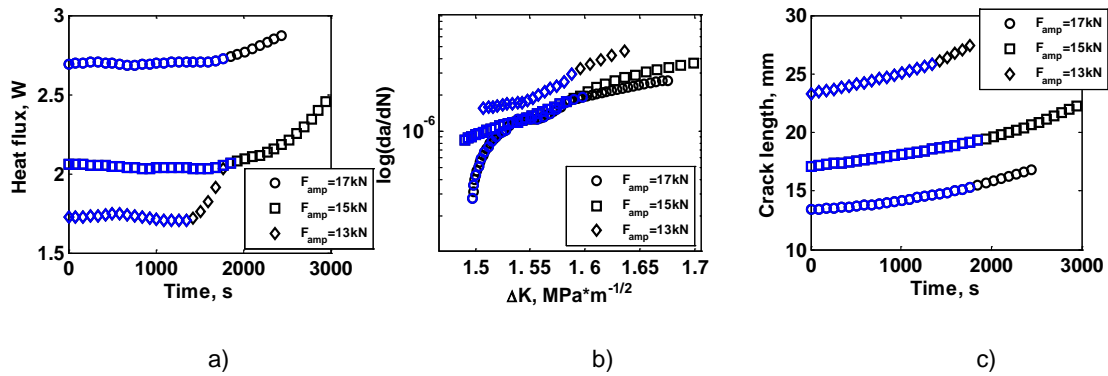 3
2.5
2
1.5
0 1000 2000 3000
Heat flux, W
Time, s
F_amp=17kN
F_amp=15kN
F_amp=13kN
log(da/dN)
10^-6
1.5 1. 55 1.6 1.65 1.7
ΔK, MPa*m^-1/2
F_amp=17kN
F_amp=15kN
F_amp=13kN
Crack length, mm
30
25
20
15
10
0 1000 2000 3000
Time, s
F_amp=17kN
F_amp=15kN
F_amp=13kN
a) b) c)